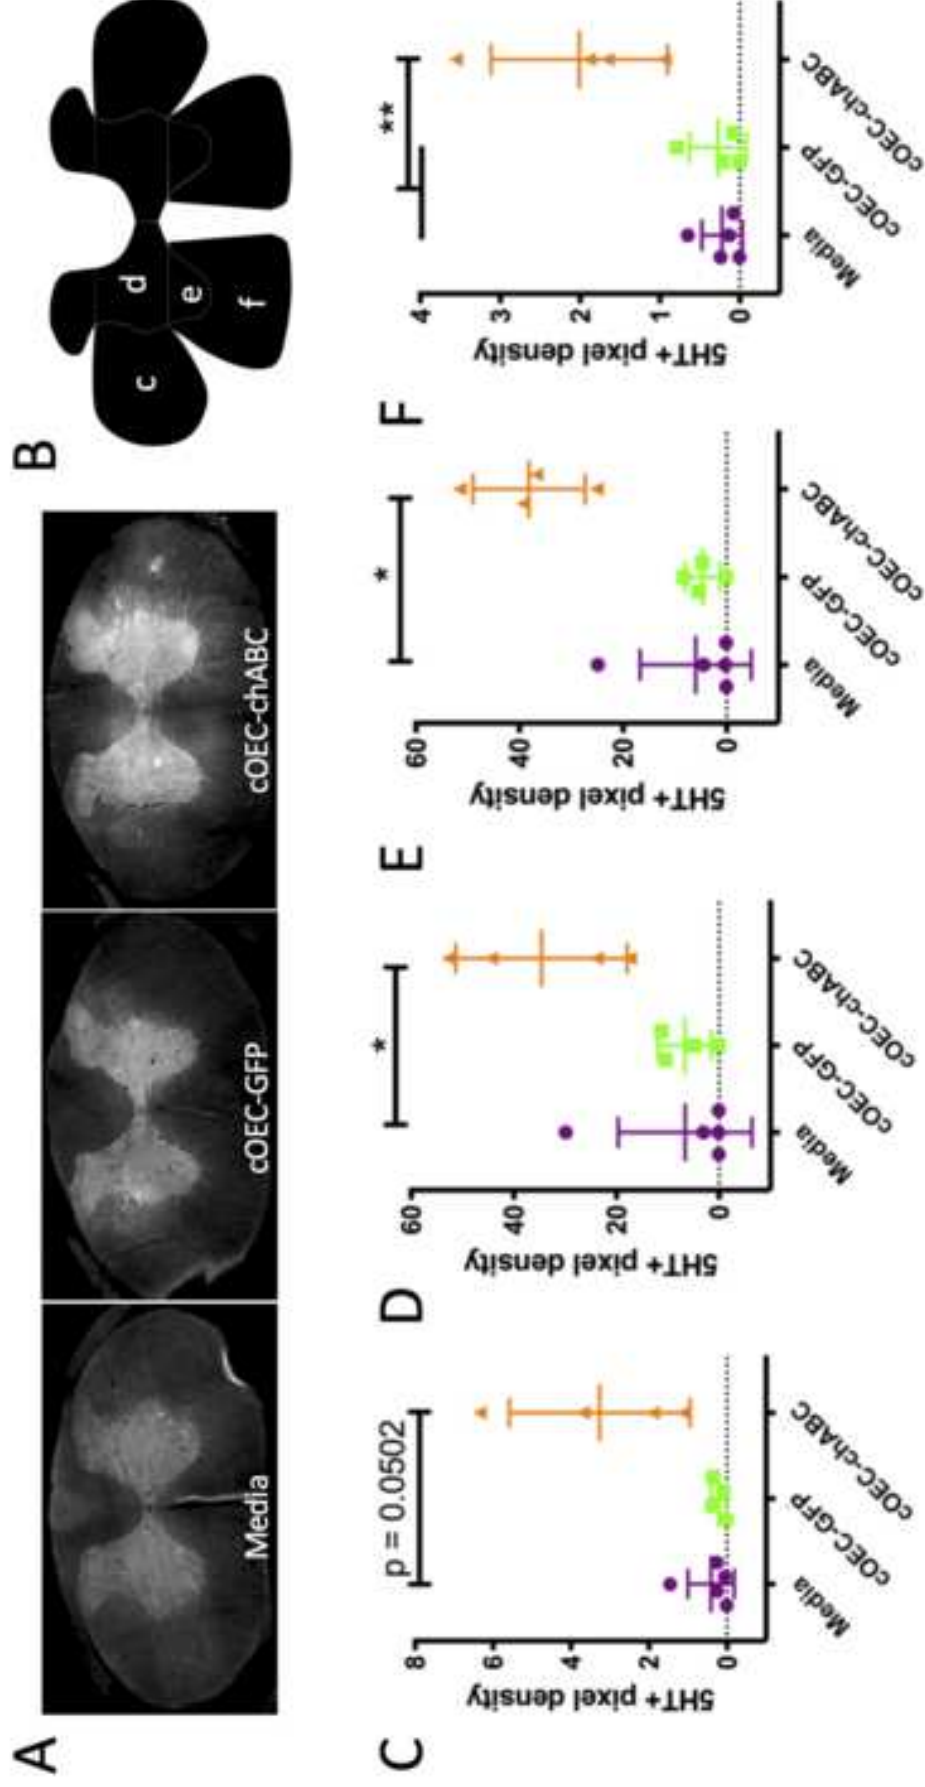 A
Media
cOEC-GFP
cOEC-chABC
B
c
d
e
f
C
p = 0.0502
8
6
4
2
0
5HT+ pixel density
Media
cOEC-GFP
cOEC-chABC
D
*
60
40
20
0
5HT+ pixel density
Media
cOEC-GFP
cOEC-chABC
E
*
60
40
20
0
5HT+ pixel density
Media
cOEC-GFP
cOEC-chABC
F
**
4
3
2
1
0
5HT+ pixel density
Media
cOEC-GFP
cOEC-chABC